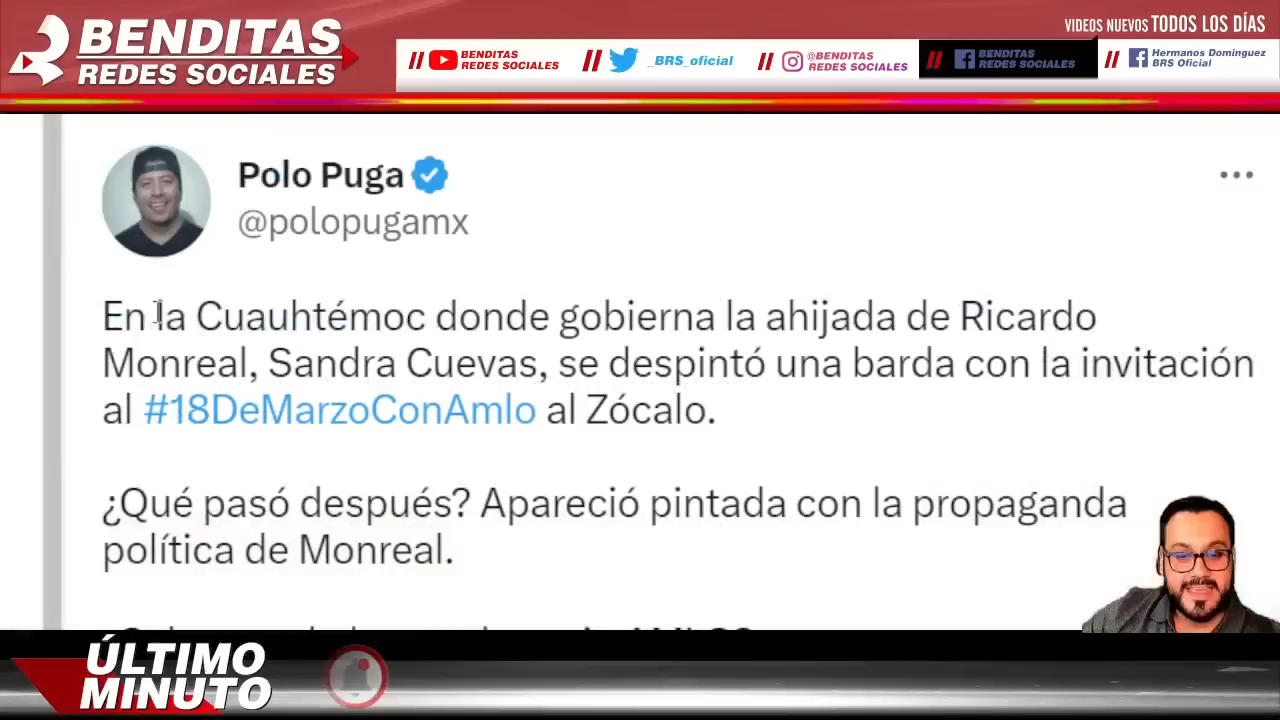 BENDITAS
REDES SOCIALES
VIDEOS NUEVOS TODOS LOS DÍAS
BENDITAS
REDES SOCIALES
_BRS_oficial
@BENDITAS
REDES SOCIALES
BENDITAS
REDES SOCIALES
Hermanos Dominguez
BRS Oficial
Polo Puga
@polopugamx
En la Cuauhtémoc donde gobierna la ahijada de Ricardo
Monreal, Sandra Cuevas, se despintó una barda con la invitación
al #18DeMarzoConAmlo al Zócalo.
¿Qué pasó después? Apareció pintada con la propaganda
política de Monreal.
ÚLTIMO
MINUTO